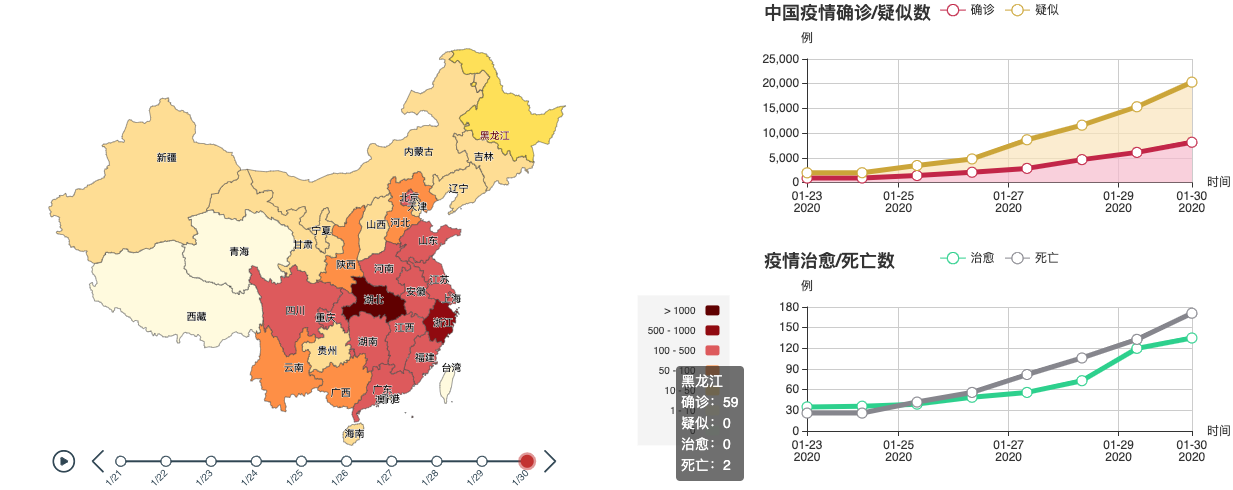 黑龙江
新疆
内蒙古
吉林
辽宁
北京
天津
河北
山西
宁夏
甘肃
青海
山东
陕西
河南
江苏
安徽
上海
西藏
四川
重庆
湖北
浙江
湖南
江西
贵州
福建
云南
台湾
广西
广东
海南
1/21
1/22
1/23
1/24
1/25
1/26
1/27
1/28
1/29
1/30
> 1000
500 - 1000
100 - 500
黑龙江
确诊：59
疑似：0
治愈：0
死亡：2
中国疫情确诊/疑似数
确诊
疑似
例
25,000
20,000
15,000
10,000
5,000
0
01-23
2020
01-25
2020
01-27
2020
01-29
2020
01-30
2020
时间
疫情治愈/死亡数
治愈
死亡
例
180
150
120
90
60
30
0
01-23
2020
01-25
2020
01-27
2020
01-29
2020
01-30
2020
时间